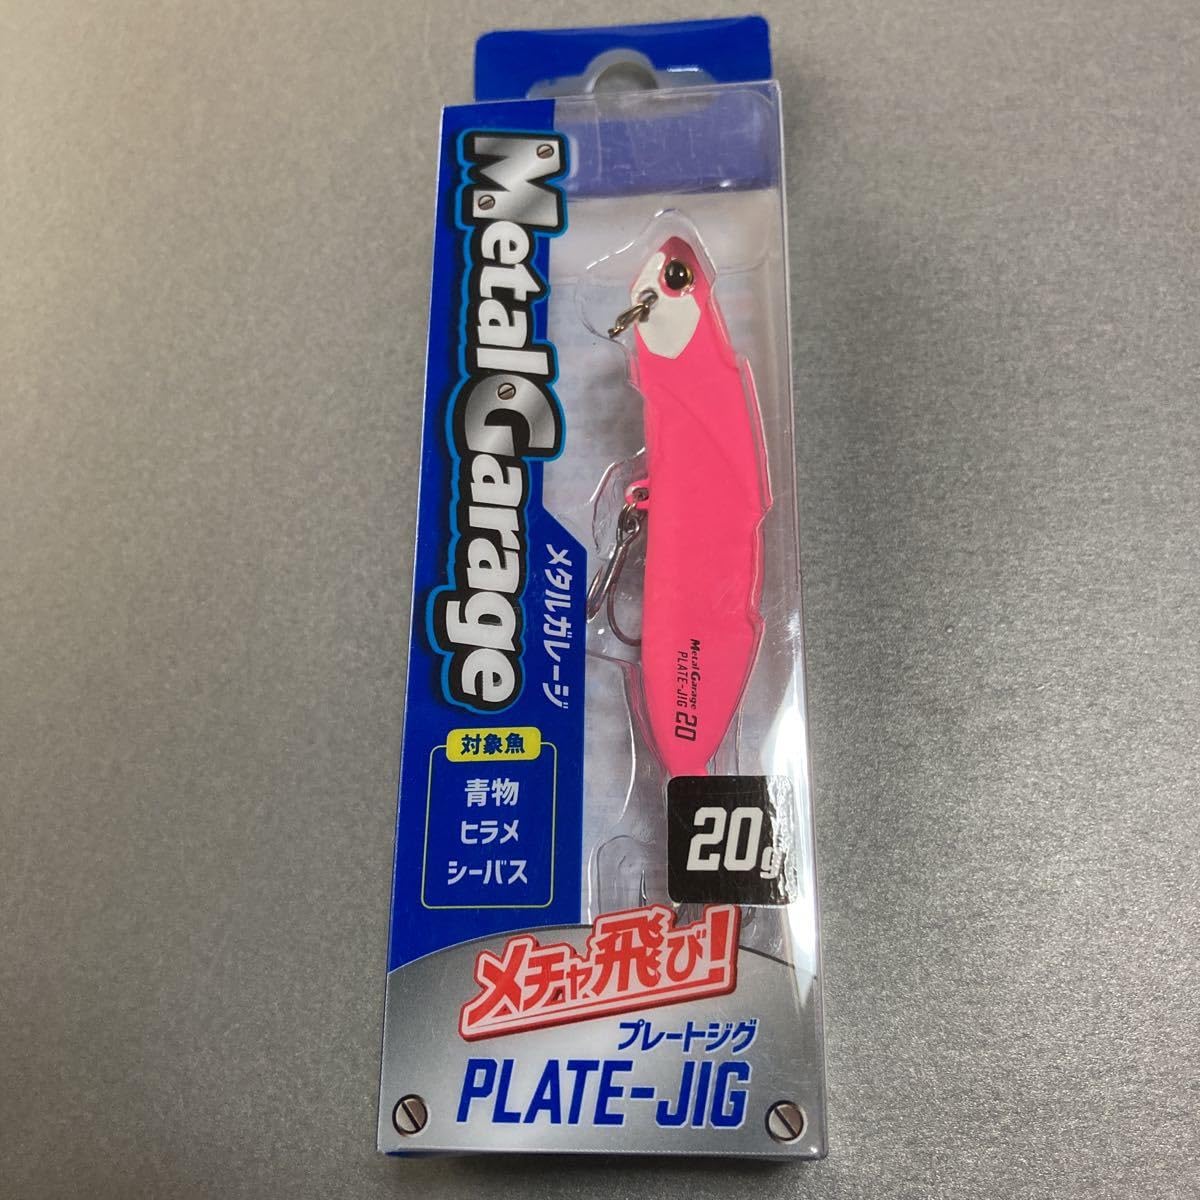 Metal Garage
メタルガレージ
対象魚
青物
ヒラメ
シーバス
Metal Garage
PLATE-JIG 20
20g
メチャ飛び!
プレートジグ
PLATE-JIG